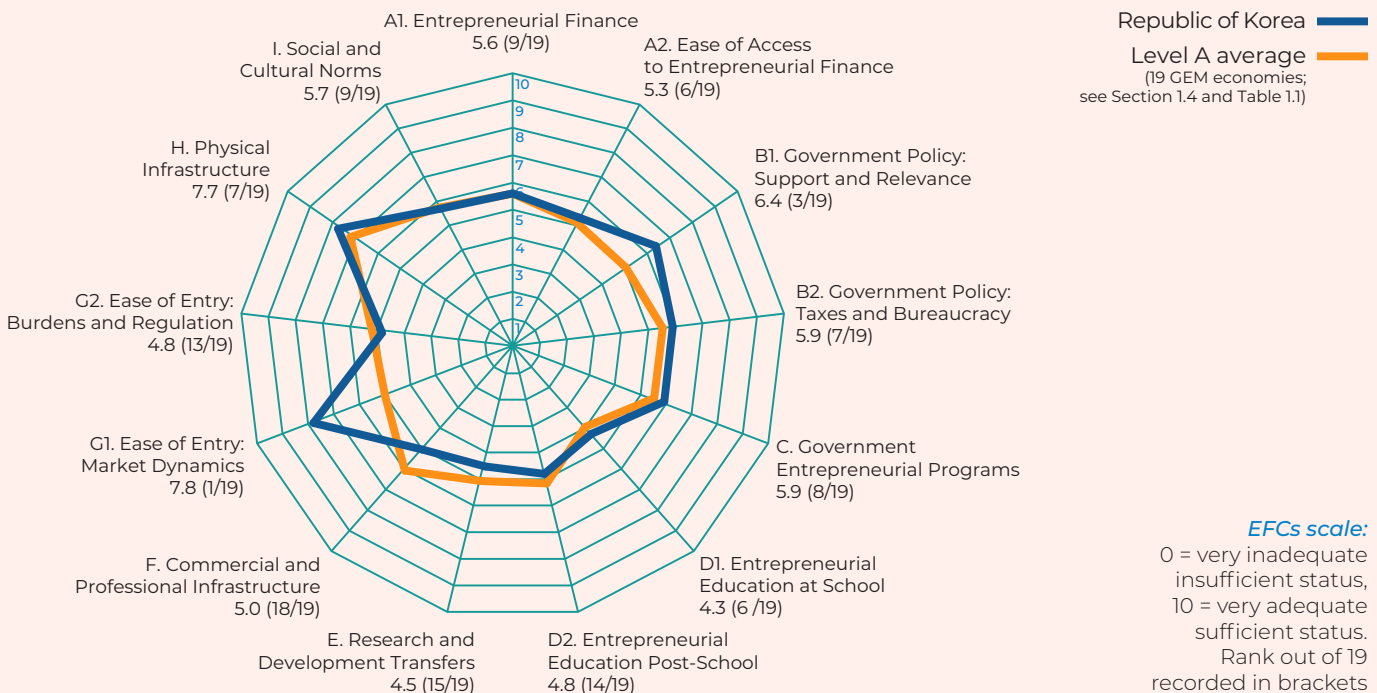 A1. Entrepreneurial Finance
5.6 (9/19)
A2. Ease of Access
to Entrepreneurial Finance
5.3 (6/19)
B1. Government Policy:
Support and Relevance
6.4 (3/19)
B2. Government Policy:
Taxes and Bureaucracy
5.9 (7/19)
C. Government
Entrepreneurial Programs
5.9 (8/19)
D1. Entrepreneurial
Education at School
4.3 (6 /19)
D2. Entrepreneurial
Education Post-School
4.8 (14/19)
E. Research and
Development Transfers
4.5 (15/19)
F. Commercial and
Professional Infrastructure
5.0 (18/19)
G1. Ease of Entry:
Market Dynamics
7.8 (1/19)
G2. Ease of Entry:
Burdens and Regulation
4.8 (13/19)
H. Physical
Infrastructure
7.7 (7/19)
I. Social and
Cultural Norms
5.7 (9/19)
10
9
8
7
6
5
4
3
2
1
Republic of Korea
Level A average
(19 GEM economies;
see Section 1.4 and Table 1.1)
EFCs scale:
0 = very inadequate
insufficient status,
10 = very adequate
sufficient status.
Rank out of 19
recorded in brackets